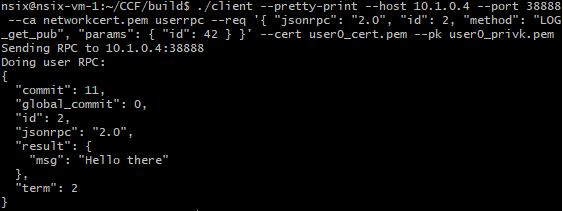 nsix@nsix-vm-1:~/CCF/build$ ./client --pretty-print --host 10.1.0.4 --port 38888
 --ca networkcert.pem userrpc --req '{ "jsonrpc": "2.0", "id": 2, "method": "LOG
_get_pub", "params": { "id": 42 } }' --cert user0_cert.pem --pk user0_privk.pem
Sending RPC to 10.1.0.4:38888
Doing user RPC:
{
  "commit": 11,
  "global_commit": 0,
  "id": 2,
  "jsonrpc": "2.0",
  "result": {
    "msg": "Hello there"
  },
  "term": 2
}